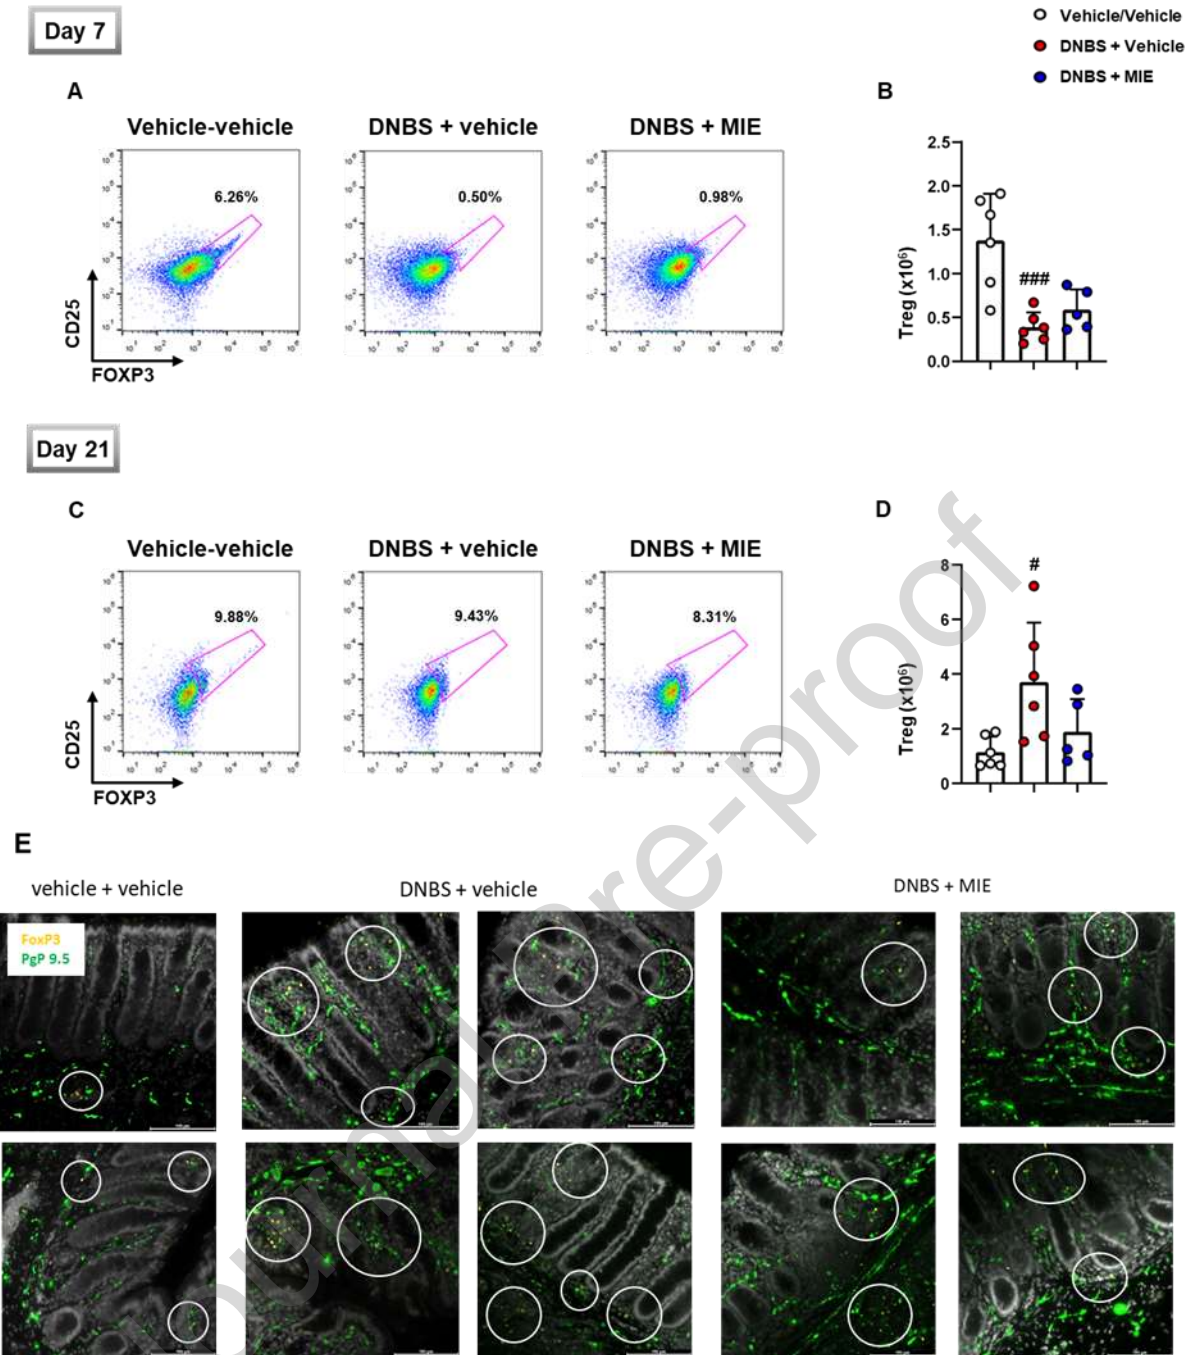 Day 7
Vehicle/Vehicle
DNBS + Vehicle
DNBS + MIE
A
B
Vehicle-vehicle
DNBS + vehicle
DNBS + MIE
6.26%
0.50%
0.98%
CD25
FOXP3
###
Treg (x10⁶)
2.5
2.0
1.5
1.0
0.5
0.0
Day 21
C
D
Vehicle-vehicle
DNBS + vehicle
DNBS + MIE
9.88%
9.43%
8.31%
CD25
FOXP3
#
Treg (x10⁶)
8
6
4
2
0
E
vehicle + vehicle
DNBS + vehicle
DNBS + MIE
FoxP3
PgP 9.5
ournal Pre-proof